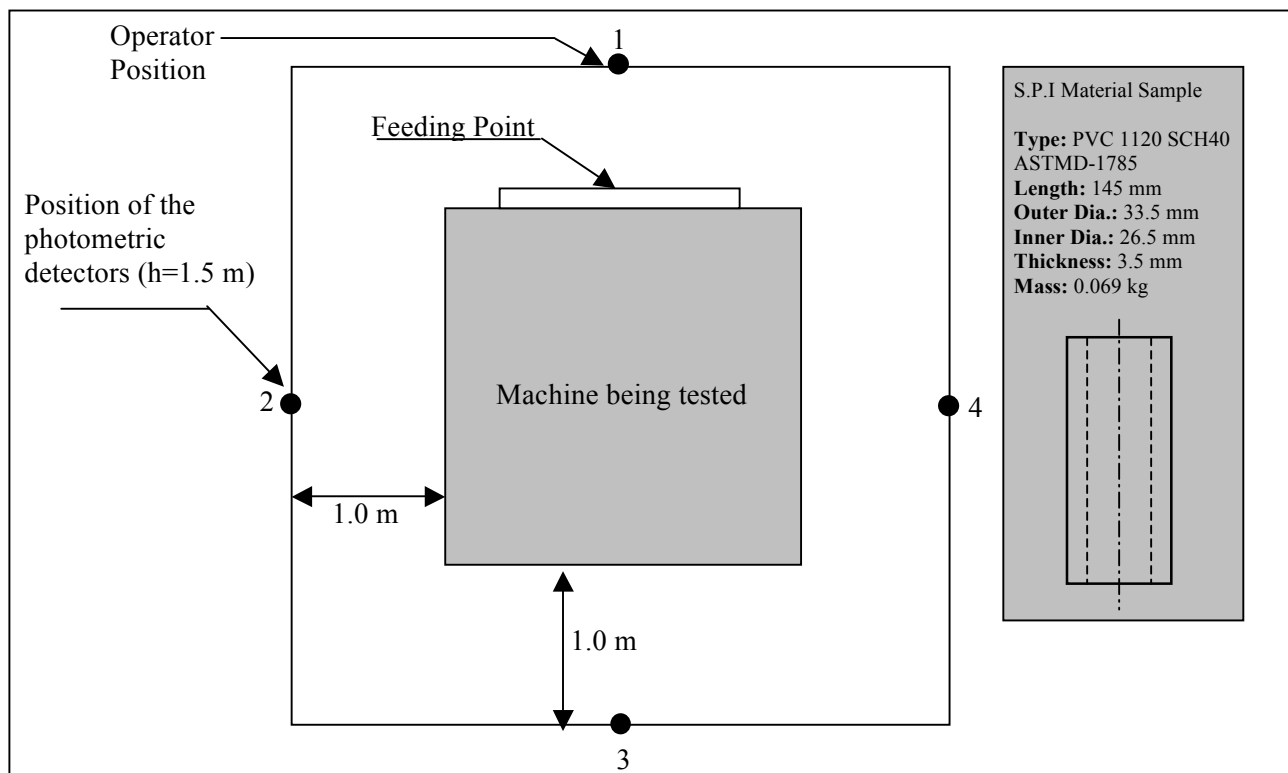 Operator
Position
1
Feeding Point
Position of the
photometric
detectors (h=1.5 m)
2
Machine being tested
4
1.0 m
1.0 m
3
S.P.I Material Sample
Type: PVC 1120 SCH40
ASTMD-1785
Length: 145 mm
Outer Dia.: 33.5 mm
Inner Dia.: 26.5 mm
Thickness: 3.5 mm
Mass: 0.069 kg